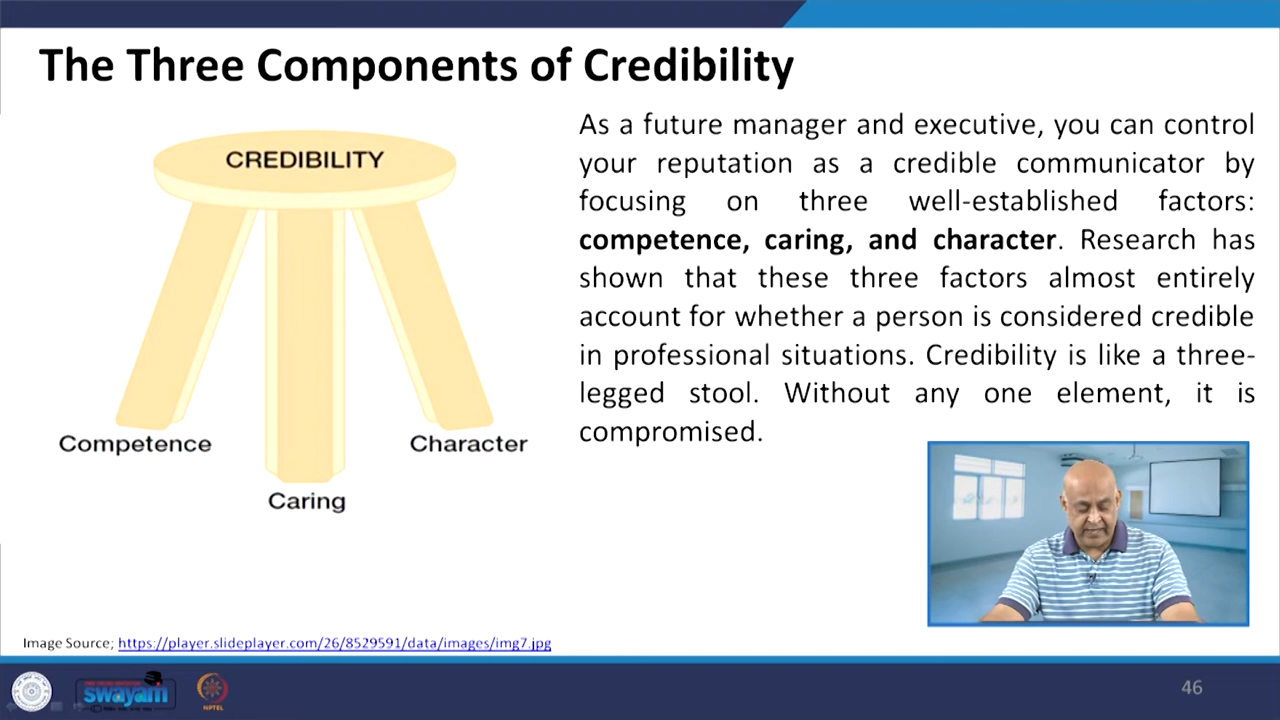 The Three Components of Credibility
CREDIBILITY
Competence
Caring
Character
As a future manager and executive, you can control
your reputation as a credible communicator by
focusing on three well-established factors:
competence, caring, and character. Research has
shown that these three factors almost entirely
account for whether a person is considered credible
in professional situations. Credibility is like a three-
legged stool. Without any one element, it is
compromised.
Image Source; https://player.slideplayer.com/26/8529591/data/images/img7.jpg
swayam
NPTEL
46